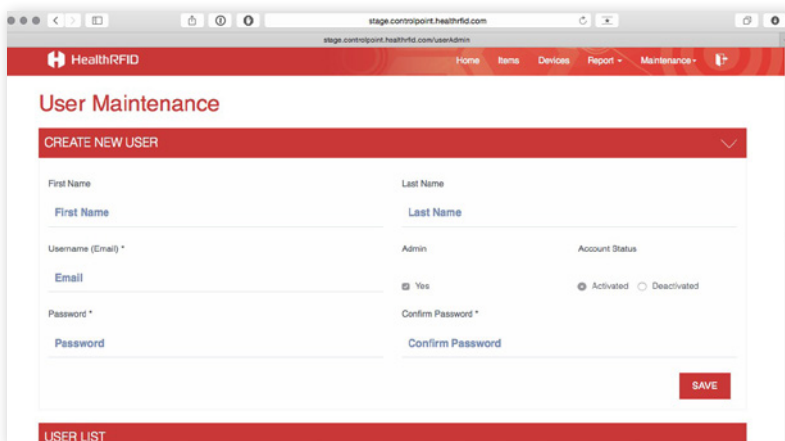 stage.controlpoint.healthrfid.com
stage.controlpoint.healthrfid.com/userAdmin
HealthRFID Home Items Devices Report Maintenance
User Maintenance
CREATE NEW USER
First Name Last Name
First Name Last Name
Username (Email) * Admin Account Status
Email
Yes Activated Deactivated
Password * Confirm Password *
Password Confirm Password
SAVE
USER LIST